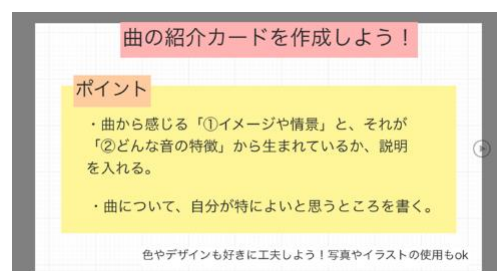 曲の紹介カードを作成しよう！
ポイント
・曲から感じる「①イメージや情景」と、それが
「②どんな音の特徴」から生まれているか、説明
を入れる。
・曲について、自分が特によいと思うところを書く。
色やデザインも好きに工夫しよう！写真やイラストの使用もok